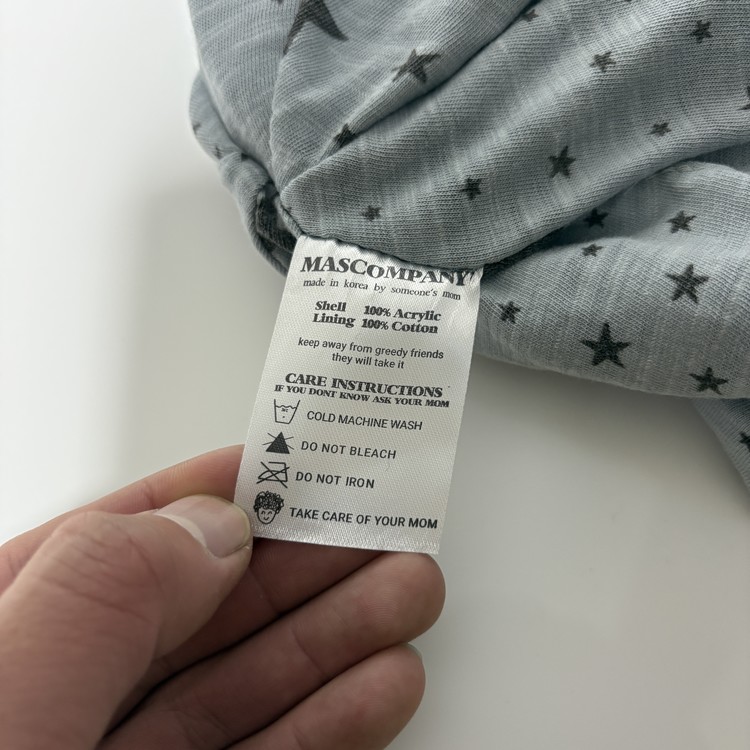 MASCOMPANY'
made in korea by someone's mom
Shell 100% Acrylic
Lining 100% Cotton
keep away from greedy friends
they will take it
CARE INSTRUCTIONS
IF YOU DONT KNOW ASK YOUR MOM
COLD MACHINE WASH
DO NOT BLEACH
DO NOT IRON
TAKE CARE OF YOUR MOM